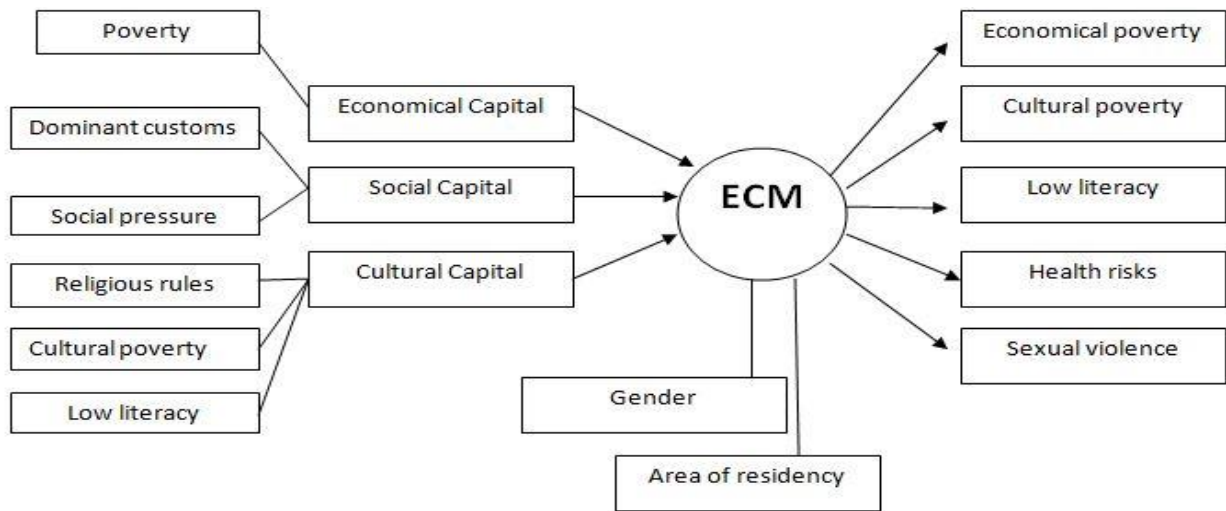 Poverty
Dominant customs
Social pressure
Religious rules
Cultural poverty
Low literacy
Economical Capital
Social Capital
Cultural Capital
ECM
Gender
Area of residency
Economical poverty
Cultural poverty
Low literacy
Health risks
Sexual violence